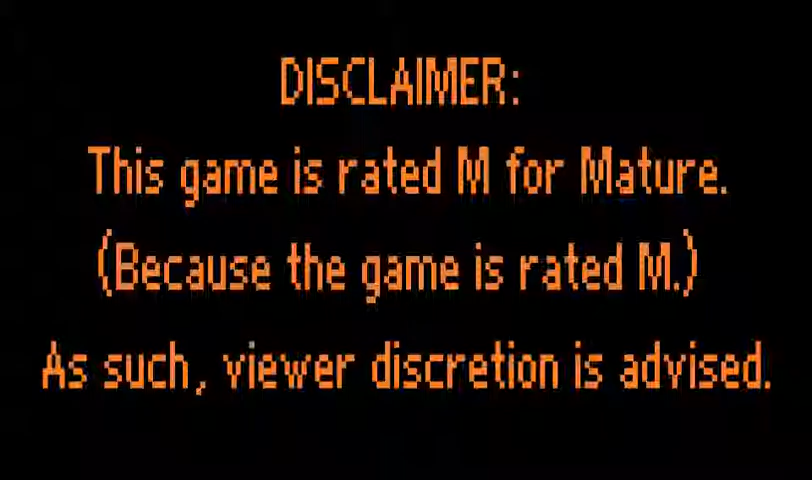 DISCLAIMER:
This game is rated M for Mature.
(Because the game is rated M.)
As such, viewer discretion is advised.